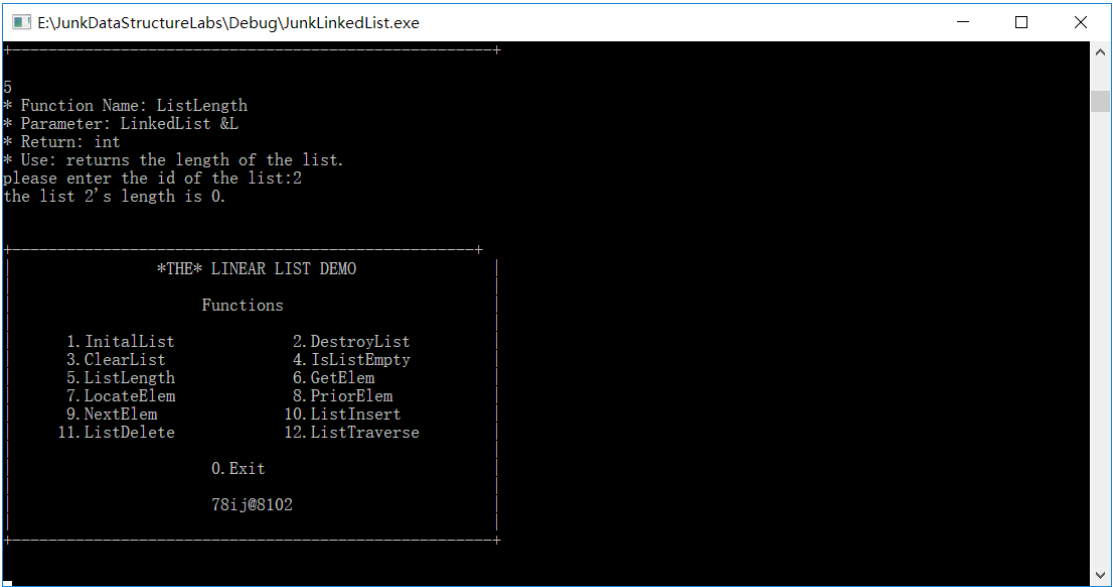 E:\JunkDataStructureLabs\Debug\JunkLinkedList.exe
+-----------------------------------------------------+
5
* Function Name: ListLength
* Parameter: LinkedList &L
* Return: int
* Use: returns the length of the list.
please enter the id of the list:2
the list 2's length is 0.
+---------------------------------------------------+
| *THE* LINEAR LIST DEMO |
| |
| Functions |
| |
| 1.InitalList 2.DestroyList |
| 3.ClearList 4.IsListEmpty |
| 5.ListLength 6.GetElem |
| 7.LocateElem 8.PriorElem |
| 9.NextElem 10.ListInsert |
| 11.ListDelete 12.ListTraverse |
| |
| 0.Exit |
| |
| 78ij@8102 |
| |
+-----------------------------------------------------+